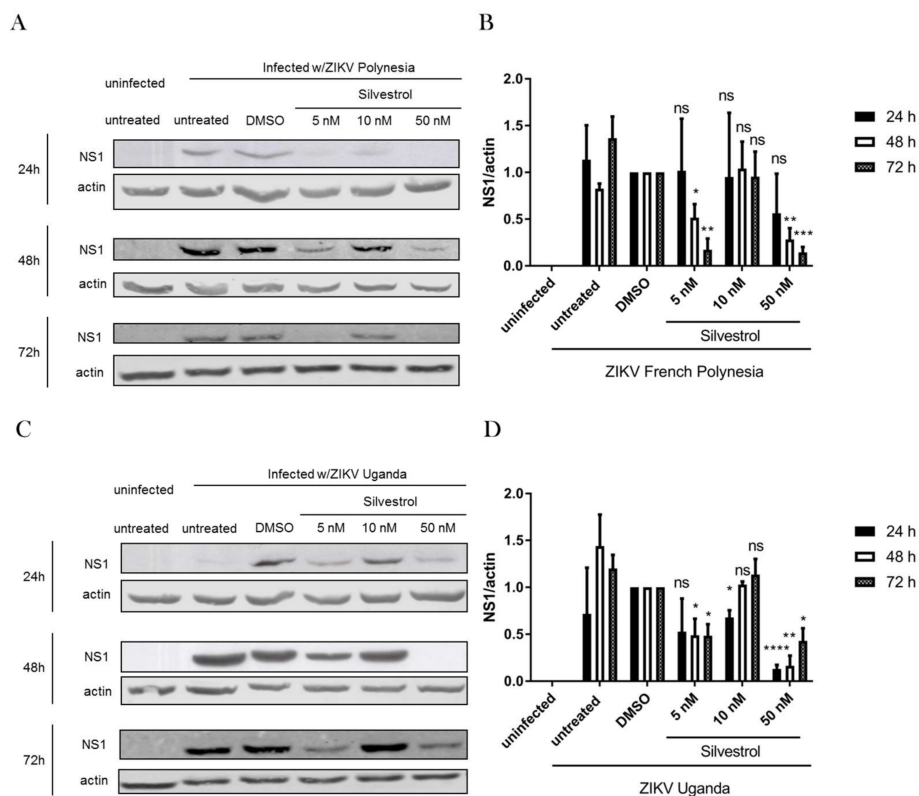 A
Infected w/ZIKV Polynesia
uninfected
Silvestrol
untreated untreated DMSO 5 nM 10 nM 50 nM
24h
NS1
actin
48h
NS1
actin
72h
NS1
actin
B
2.0
1.5
1.0
0.5
0.0
NS1/actin
ns * **
ns ns ns
ns ** ***
24 h
48 h
72 h
uninfected
untreated
DMSO
5 nM
10 nM
50 nM
Silvestrol
ZIKV French Polynesia
C
Infected w/ZIKV Uganda
uninfected
Silvestrol
untreated untreated DMSO 5 nM 10 nM 50 nM
24h
NS1
actin
48h
NS1
actin
72h
NS1
actin
D
2.0
1.5
1.0
0.5
0.0
NS1/actin
ns * *
* ns ns
**** ** *
24 h
48 h
72 h
uninfected
untreated
DMSO
5 nM
10 nM
50 nM
Silvestrol
ZIKV Uganda